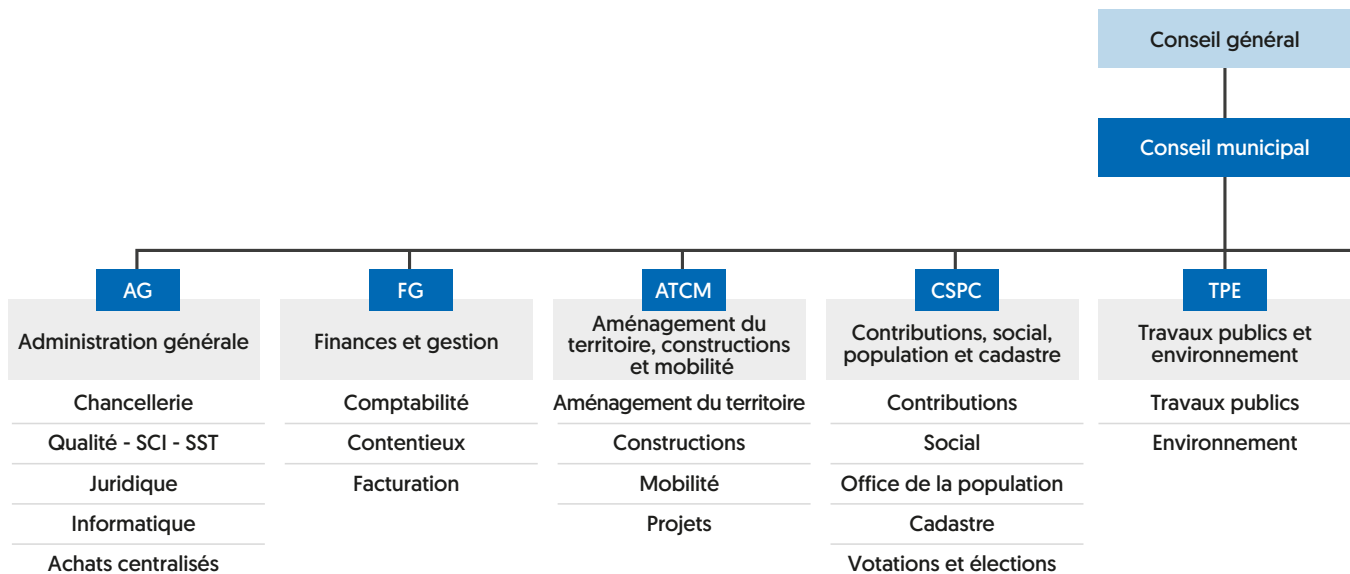 Conseil général
Conseil municipal
AG
Administration générale
Chancellerie
Qualité - SCI - SST
Juridique
Informatique
Achats centralisés
FG
Finances et gestion
Comptabilité
Contentieux
Facturation
ATCM
Aménagement du
territoire, constructions
et mobilité
Aménagement du territoire
Constructions
Mobilité
Projets
CSPC
Contributions, social,
population et cadastre
Contributions
Social
Office de la population
Cadastre
Votations et élections
TPE
Travaux publics et
environnement
Travaux publics
Environnement